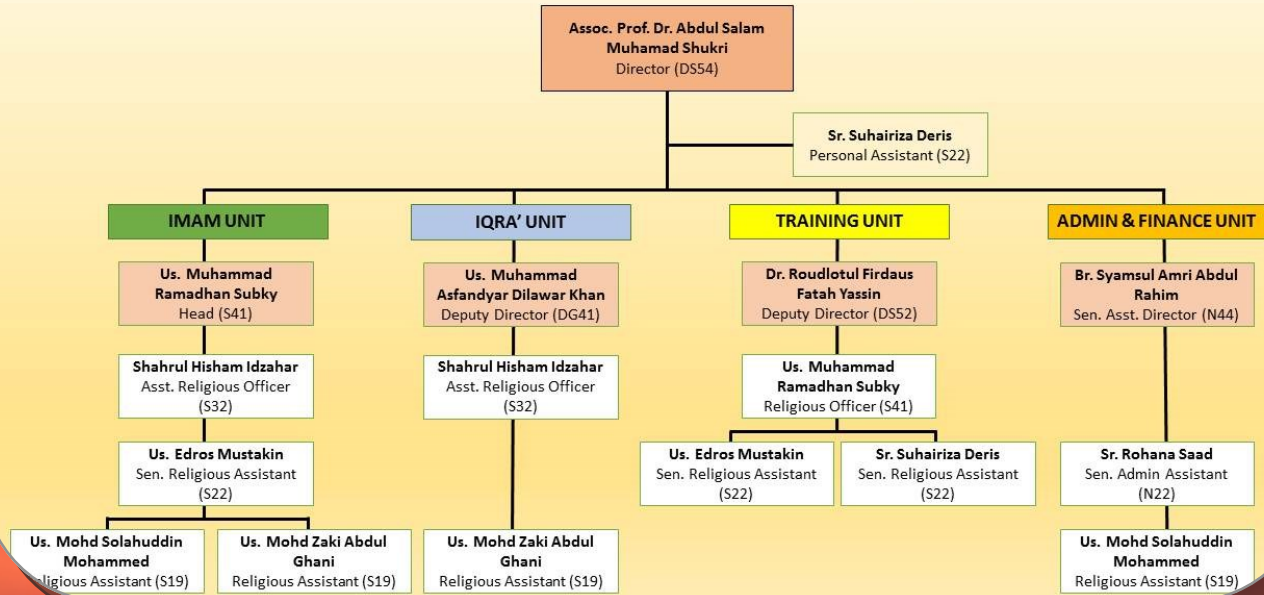 Assoc. Prof. Dr. Abdul Salam
Muhamad Shukri
Director (DS54)
Sr. Suhairiza Deris
Personal Assistant (S22)
IMAM UNIT
Us. Muhammad
Ramadhan Subky
Head (S41)
Shahrul Hisham Idzahar
Asst. Religious Officer
(S32)
Us. Edros Mustakin
Sen. Religious Assistant
(S22)
Us. Mohd Solahuddin
Mohammed
eligious Assistant (S19)
Us. Mohd Zaki Abdul
Ghani
Religious Assistant (S19)
IQRA’ UNIT
Us. Muhammad
Asfandyar Dilawar Khan
Deputy Director (DG41)
Shahrul Hisham Idzahar
Asst. Religious Officer
(S32)
Us. Mohd Zaki Abdul
Ghani
Religious Assistant (S19)
TRAINING UNIT
Dr. Roudlotul Firdaus
Fatah Yassin
Deputy Director (DS52)
Us. Muhammad
Ramadhan Subky
Religious Officer (S41)
Us. Edros Mustakin
Sen. Religious Assistant
(S22)
Sr. Suhairiza Deris
Sen. Religious Assistant
(S22)
ADMIN & FINANCE UNIT
Br. Syamsul Amri Abdul
Rahim
Sen. Asst. Director (N44)
Sr. Rohana Saad
Sen. Admin Assistant
(N22)
Us. Mohd Solahuddin
Mohammed
Religious Assistant (S19)